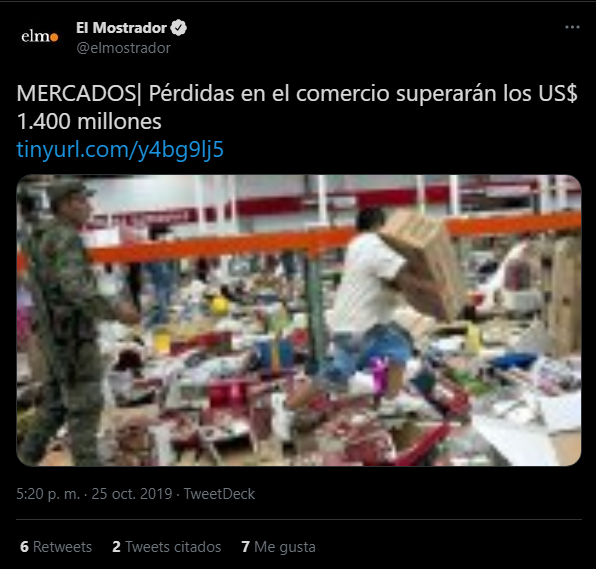 elmo
El Mostrador
@elmostrador
MERCADOS| Pérdidas en el comercio superarán los US$
1.400 millones
tinyurl.com/y4bg9lj5
5:20 p. m. · 25 oct. 2019 · TweetDeck
6 Retweets 2 Tweets citados 7 Me gusta